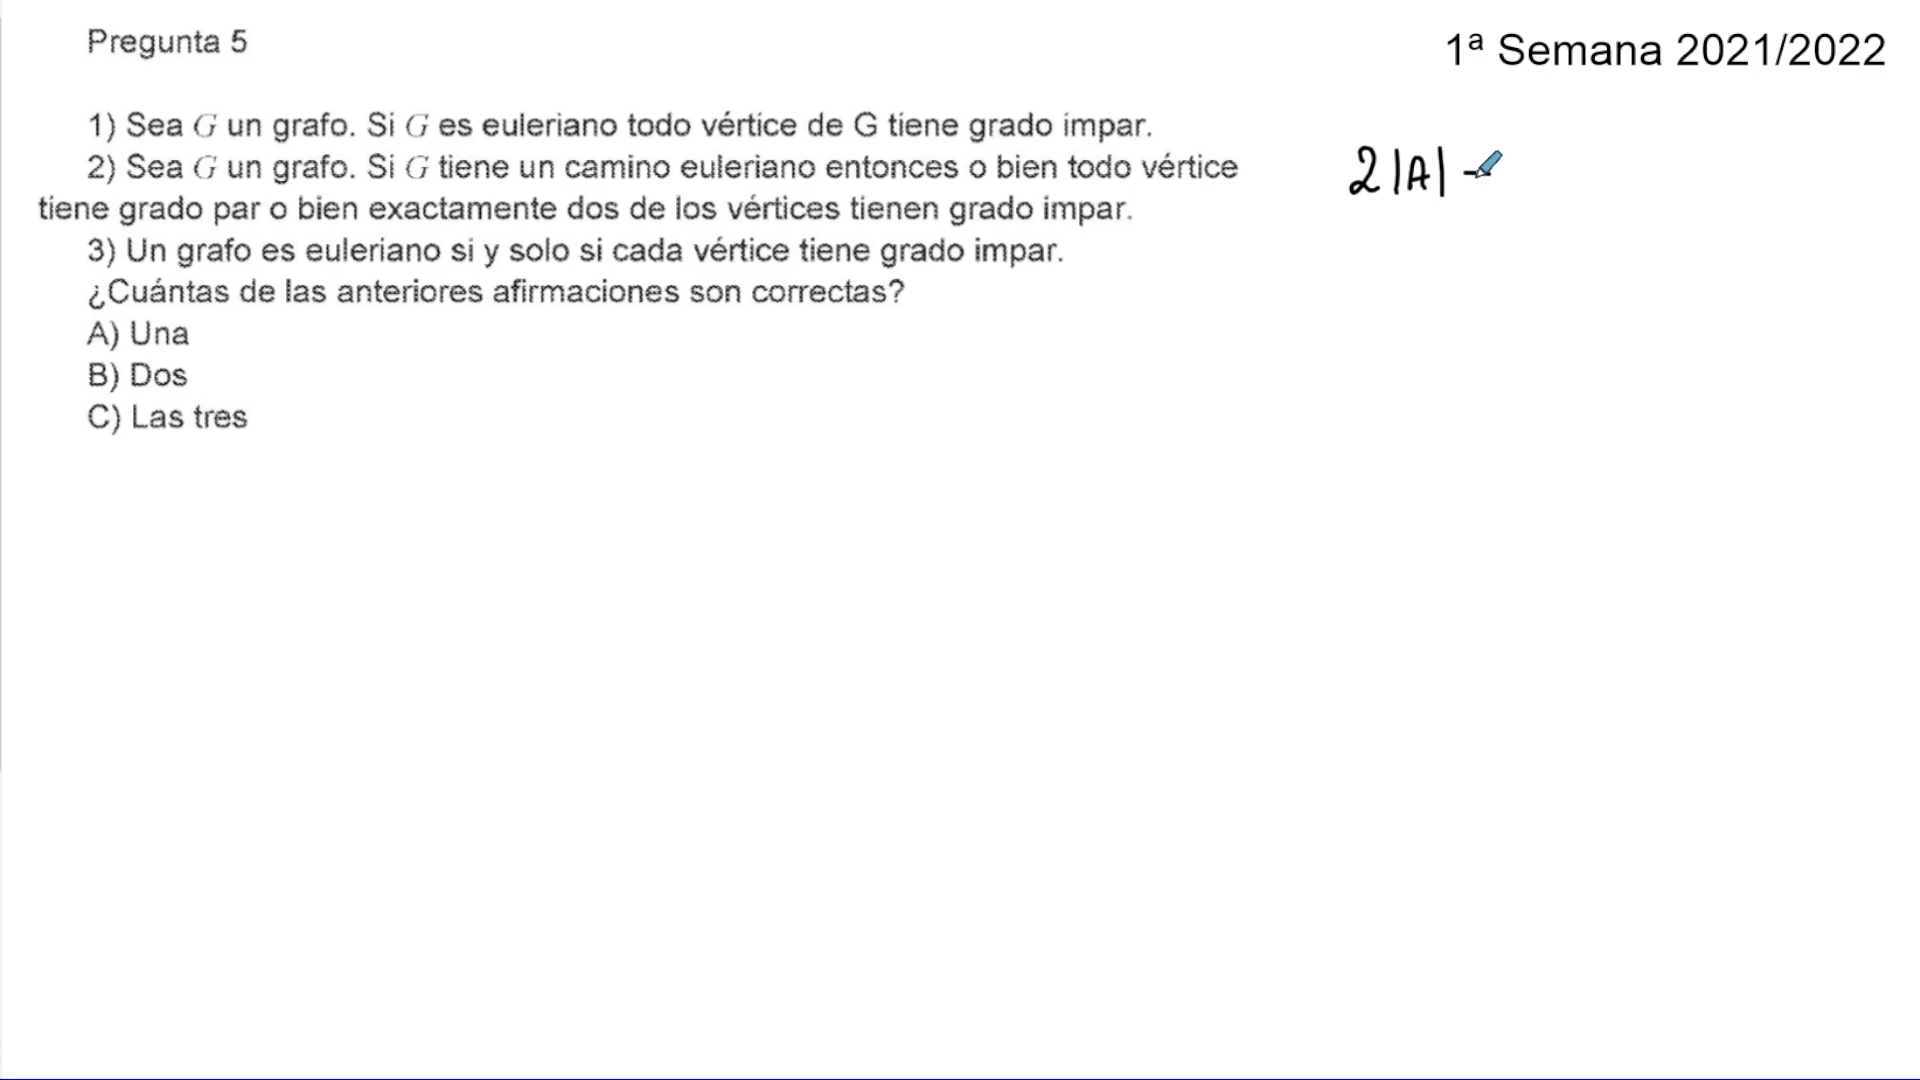 Pregunta 5
1ª Semana 2021/2022
1) Sea G un grafo. Si G es euleriano todo vértice de G tiene grado impar.
2) Sea G un grafo. Si G tiene un camino euleriano entonces o bien todo vértice
tiene grado par o bien exactamente dos de los vértices tienen grado impar.
3) Un grafo es euleriano si y solo si cada vértice tiene grado impar.
¿Cuántas de las anteriores afirmaciones son correctas?
A) Una
B) Dos
C) Las tres
2|A| -